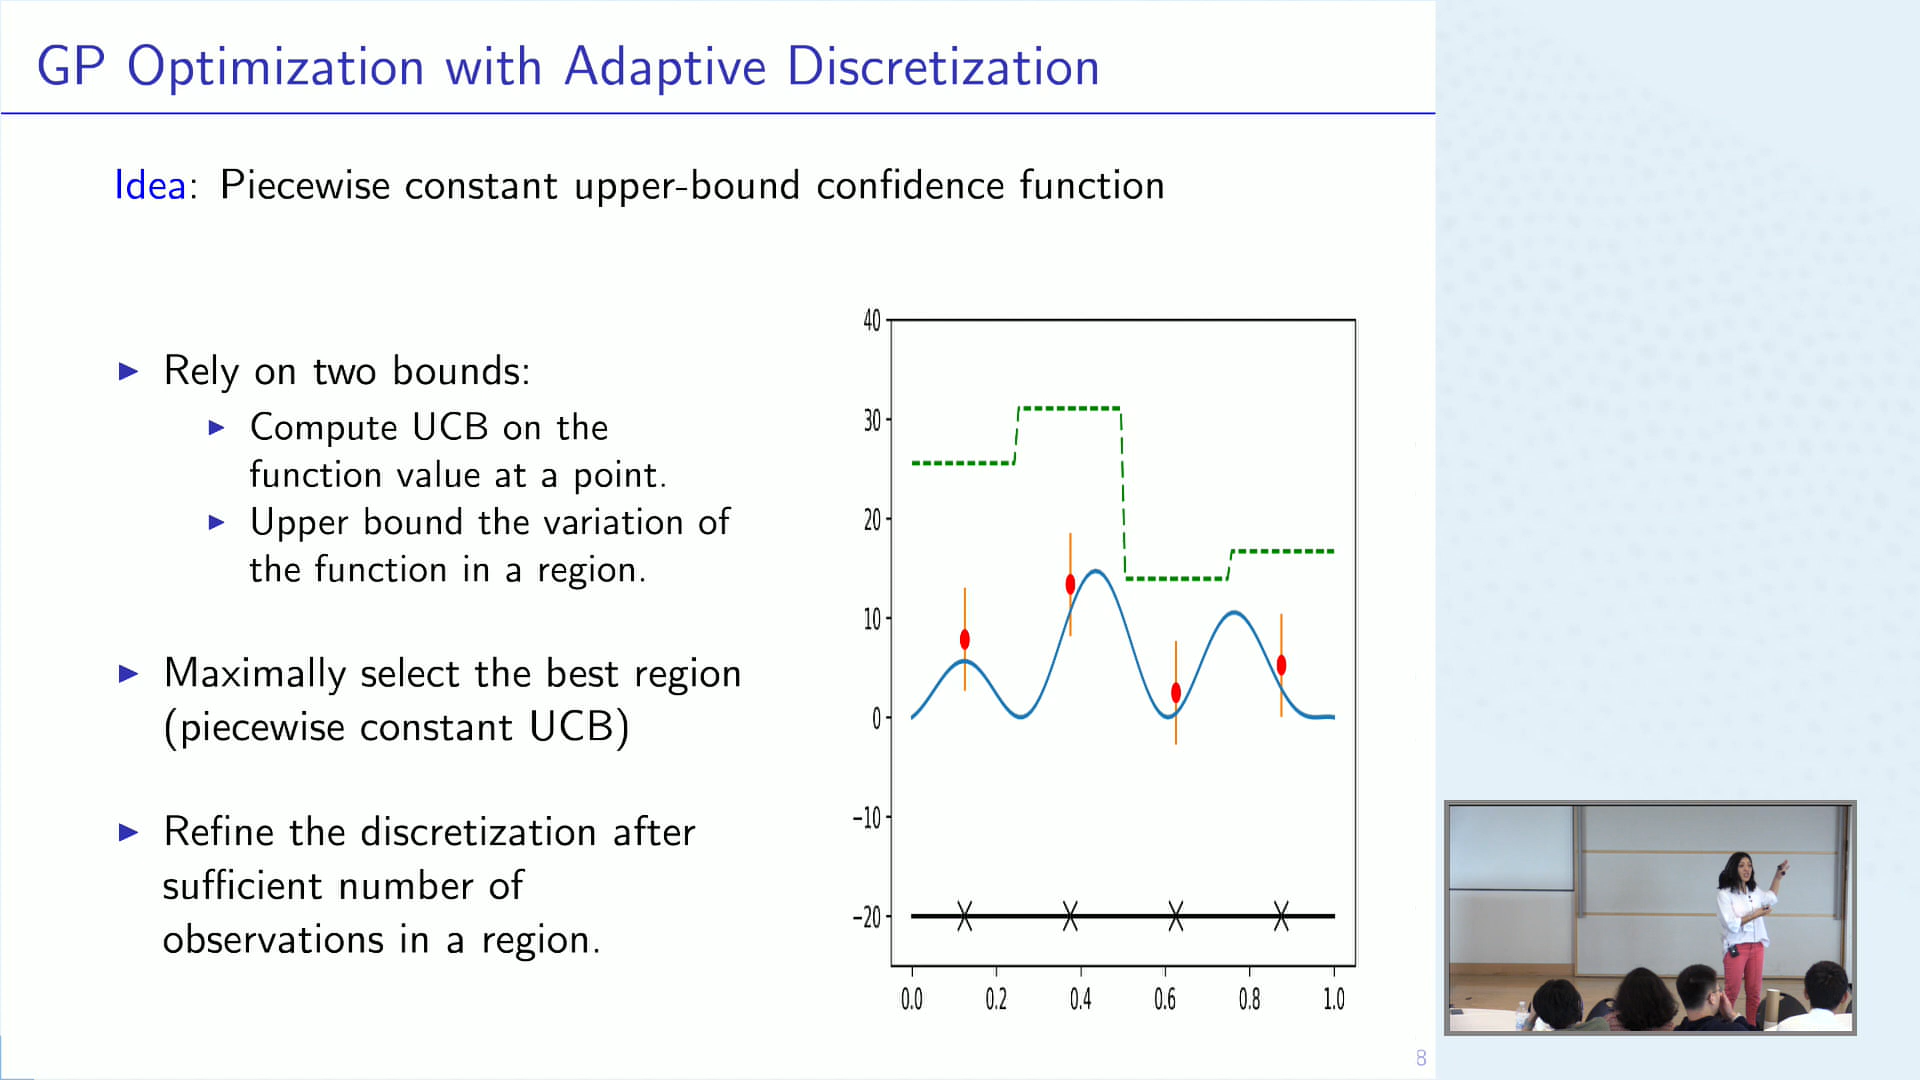 GP Optimization with Adaptive Discretization
Idea: Piecewise constant upper-bound confidence function
Rely on two bounds:
Compute UCB on the
function value at a point.
Upper bound the variation of
the function in a region.
Maximally select the best region
(piecewise constant UCB)
Refine the discretization after
sufficient number of
observations in a region.
40
30
20
10
0
−10
−20
0.0 0.2 0.4 0.6 0.8 1.0
8